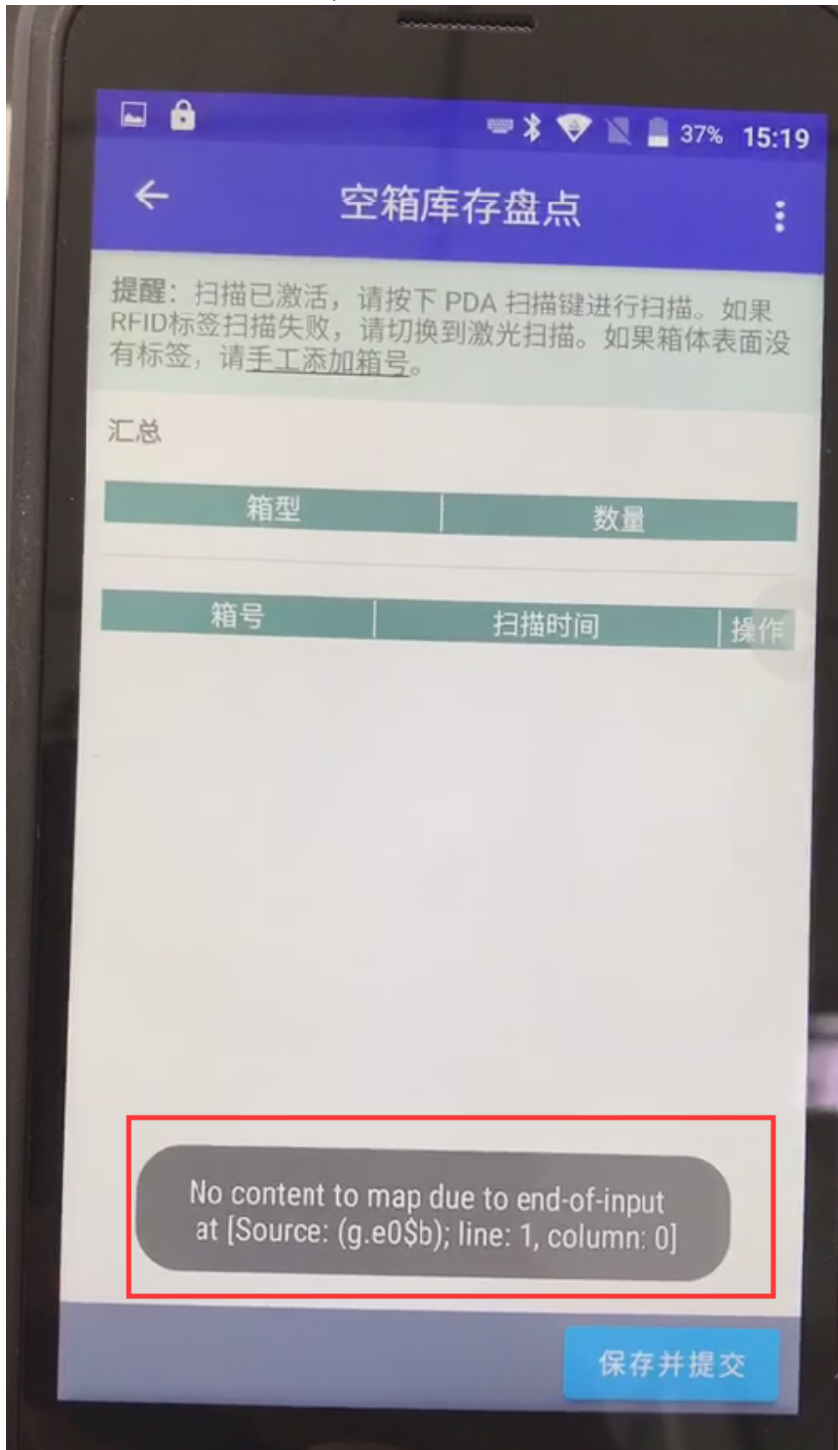 37% 15:19
空箱库存盘点
提醒：扫描已激活，请按下 PDA 扫描键进行扫描。如果
RFID标签扫描失败，请切换到激光扫描。如果箱体表面没
有标签，请手工添加箱号。
汇总
箱型 数量
箱号 扫描时间 操作
No content to map due to end-of-input
at [Source: (g.e0$b); line: 1, column: 0]
保存并提交